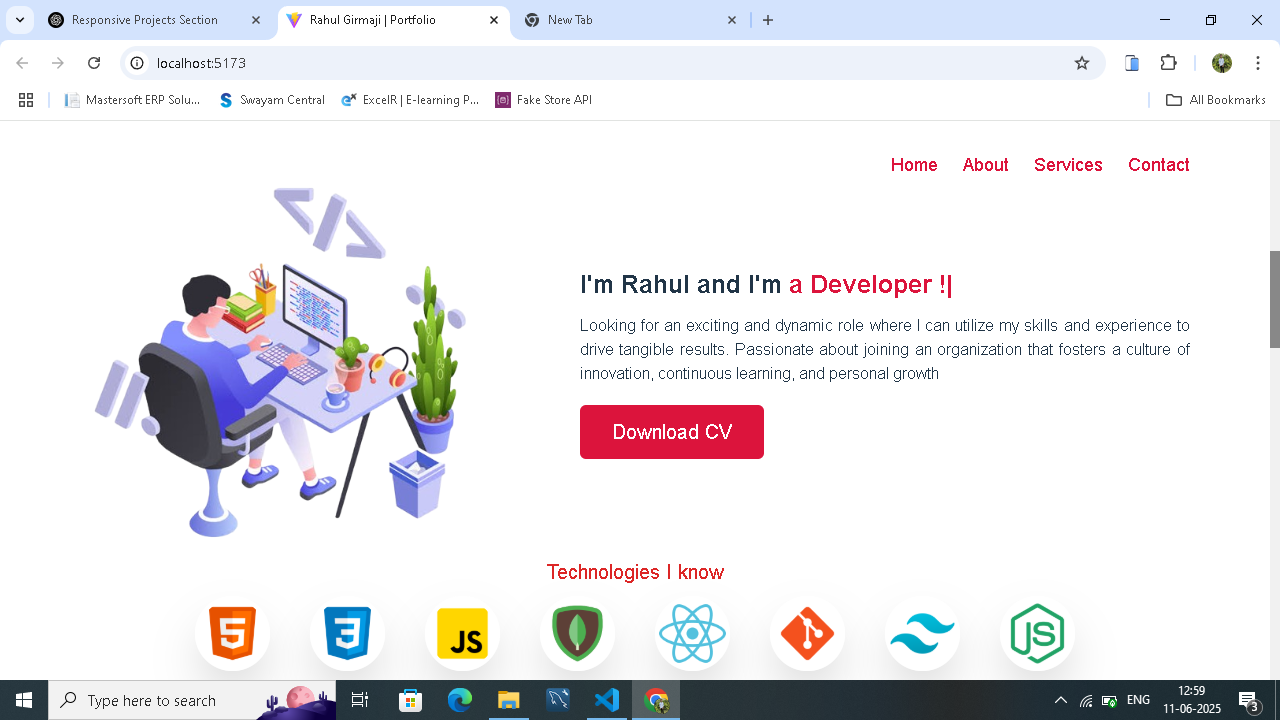 Responsive Projects Section
Rahul Girmaji | Portfolio
New Tab
localhost:5173
Mastersoft ERP Solu...
Swayam Central
ExcelR | E-learning P...
Fake Store API
All Bookmarks
Home About Services Contact
I'm Rahul and I'm a Developer !|
Looking for an exciting and dynamic role where I can utilize my skills and experience to
drive tangible results. Passionate about joining an organization that fosters a culture of
innovation, continuous learning, and personal growth
Download CV
Technologies I know
5
3
JS
JS
Type here to search
ENG
12:59
11-06-2025
3